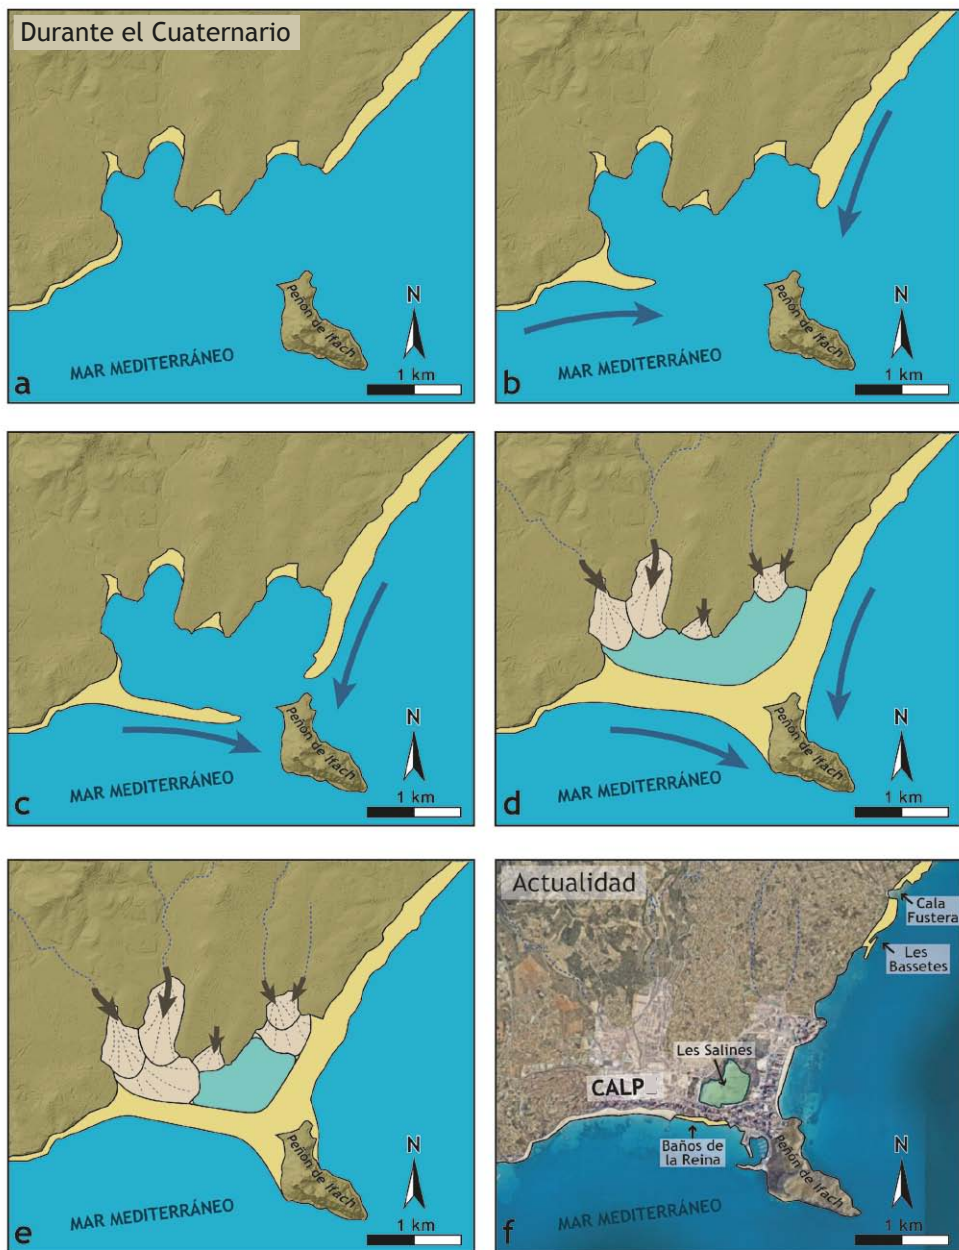 Durante el Cuaternario
Peñón de Ifach
N
MAR MEDITERRÁNEO
1 km
a
Peñón de Ifach
N
MAR MEDITERRÁNEO
1 km
b
Peñón de Ifach
N
MAR MEDITERRÁNEO
1 km
c
Peñón de Ifach
N
MAR MEDITERRÁNEO
1 km
d
Peñón de Ifach
N
MAR MEDITERRÁNEO
1 km
e
Actualidad
Cala
Fustera
Les
Bassetes
Les Salines
CALP
Baños de
la Reina
Peñón de Ifach
N
MAR MEDITERRÁNEO
1 km
f